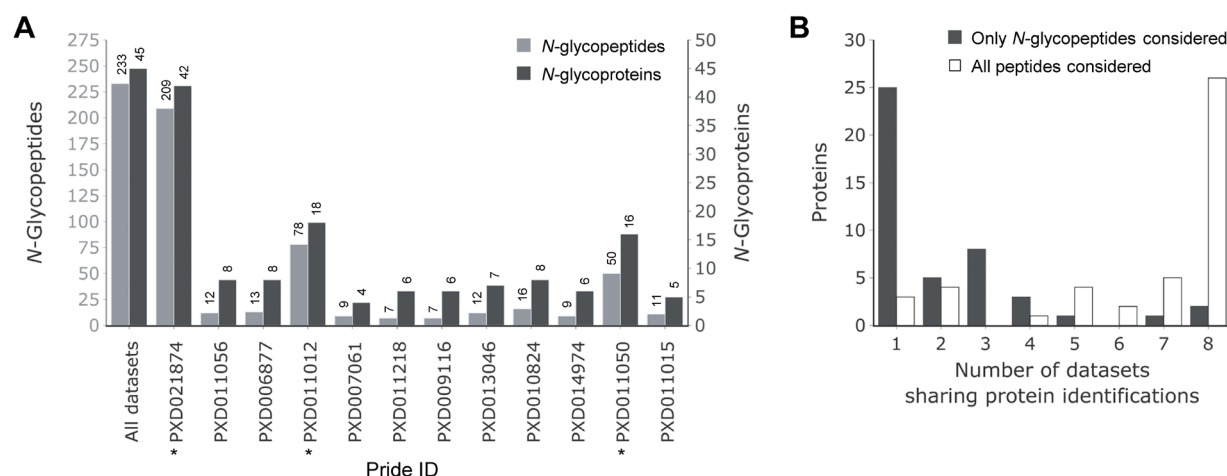 A
275
250
225
200
175
150
125
100
75
50
25
0
N-Glycopeptides
233
45
209
42
12
8
13
8
78
18
9
4
7
6
7
6
12
7
16
8
9
6
50
16
11
5
N-glycopeptides
N-glycoproteins
50
45
40
35
30
25
20
15
10
5
0
N-Glycoproteins
All datasets
* PXD021874
PXD011056
PXD006877
* PXD011012
PXD007061
PXD011218
PXD009116
PXD013046
PXD010824
PXD014974
* PXD011050
PXD011015
Pride ID
B
30
25
20
15
10
5
0
Proteins
Only N-glycopeptides considered
All peptides considered
1 2 3 4 5 6 7 8
Number of datasets
sharing protein identifications